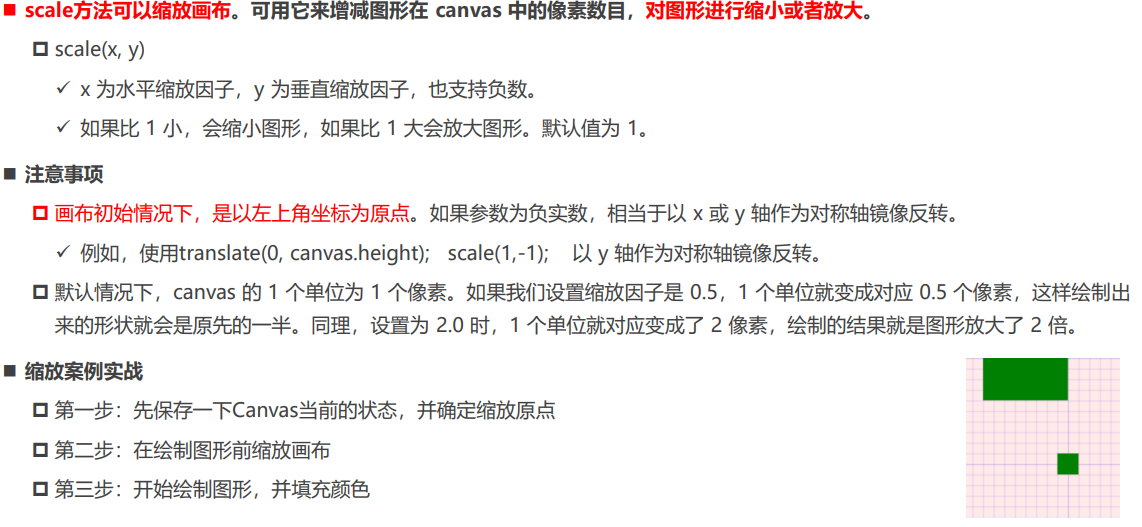 scale方法可以缩放画布。可用它来增减图形在 canvas 中的像素数目，对图形进行缩小或者放大。
scale(x, y)
x 为水平缩放因子，y 为垂直缩放因子，也支持负数。
如果比 1 小，会缩小图形，如果比 1 大会放大图形。默认值为 1。
注意事项
画布初始情况下，是以左上角坐标为原点。如果参数为负实数，相当于以 x 或 y 轴作为对称轴镜像反转。
例如，使用translate(0, canvas.height); scale(1,-1); 以 y 轴作为对称轴镜像反转。
默认情况下，canvas 的 1 个单位为 1 个像素。如果我们设置缩放因子是 0.5，1 个单位就变成对应 0.5 个像素，这样绘制出
来的形状就会是原先的一半。同理，设置为 2.0 时，1 个单位就对应变成了 2 像素，绘制的结果就是图形放大了 2 倍。
缩放案例实战
第一步：先保存一下Canvas当前的状态，并确定缩放原点
第二步：在绘制图形前缩放画布
第三步：开始绘制图形，并填充颜色